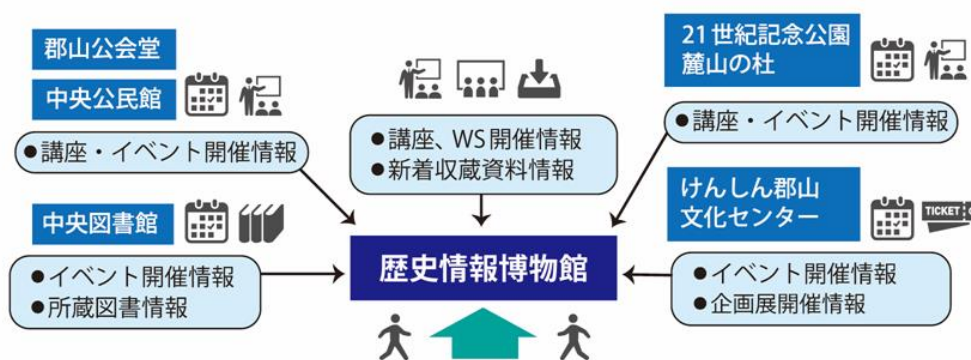 郡山公会堂
中央公民館
●講座・イベント開催情報
中央図書館
●イベント開催情報
●所蔵図書情報
●講座、WS開催情報
●新着収蔵資料情報
歴史情報博物館
21世紀記念公園
麓山の杜
●講座・イベント開催情報
けんしん郡山
文化センター
TICKET
●イベント開催情報
●企画展開催情報